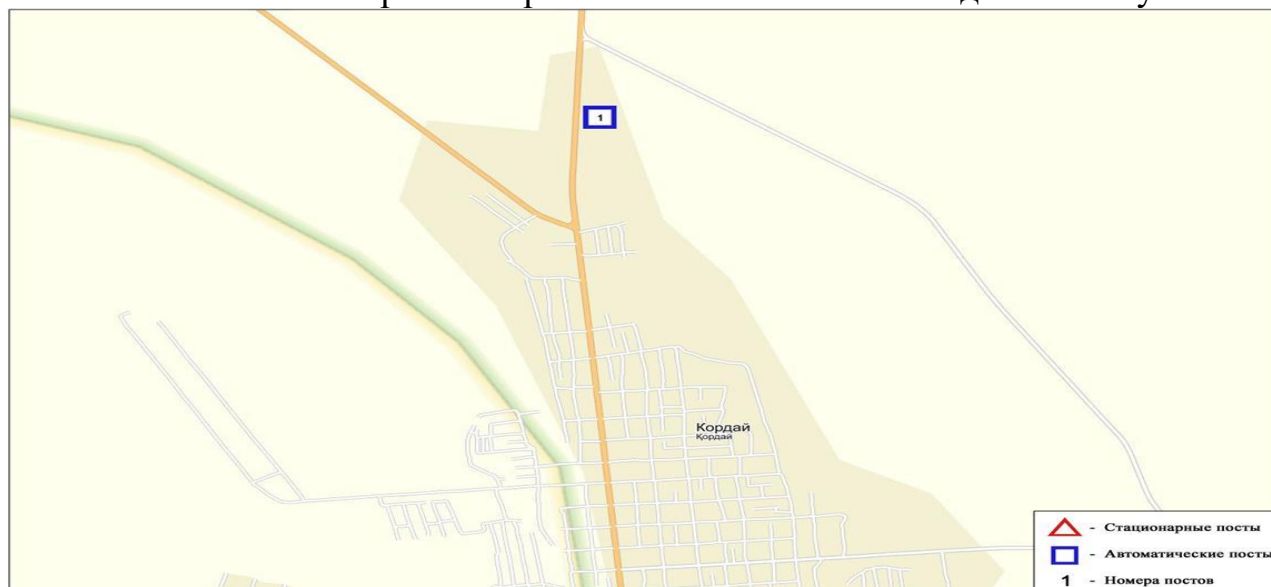 1
Кордай
Қордай
- Стационарные посты
- Автоматические посты
1 - Номера постов